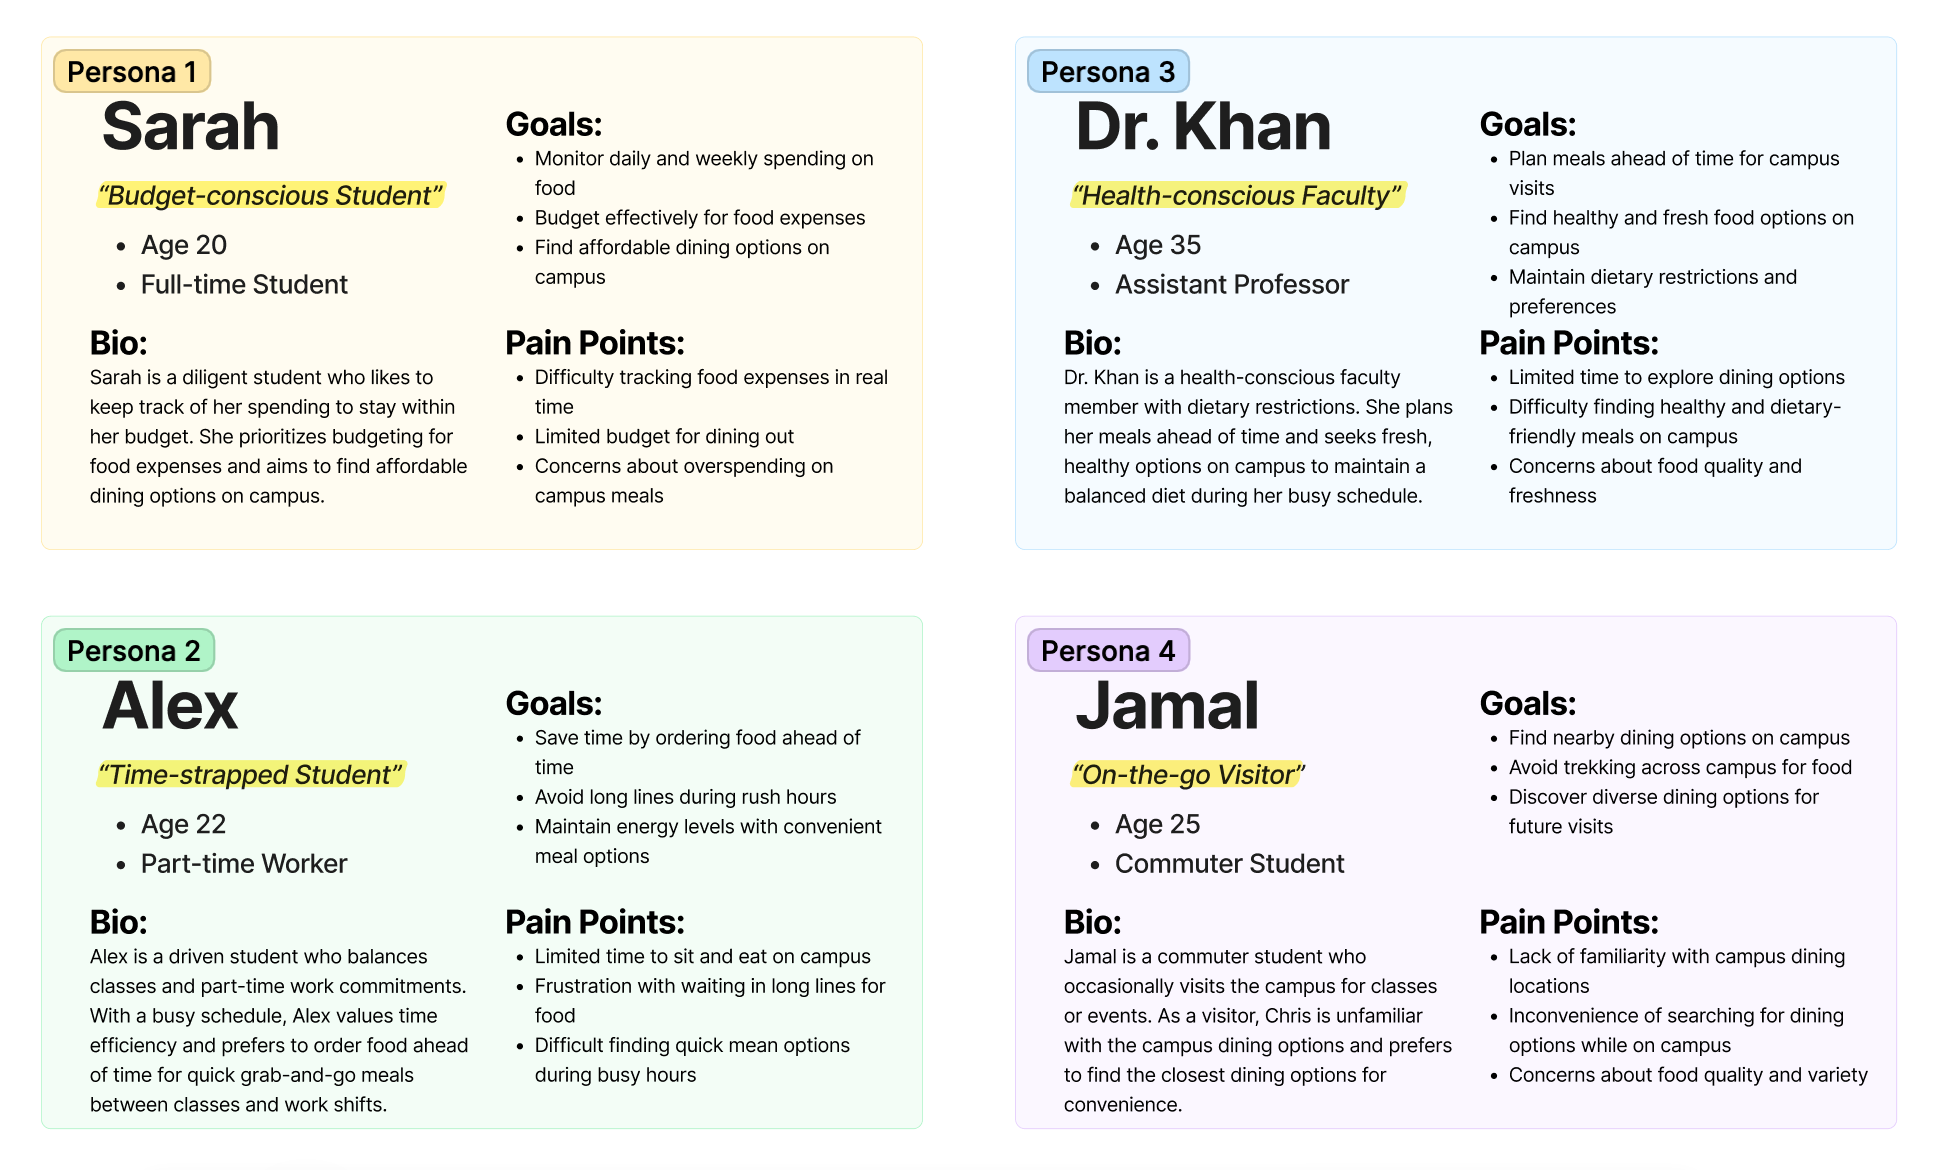 Persona 1
Sarah
“Budget-conscious Student”
• Age 20
• Full-time Student
Bio:
Sarah is a diligent student who likes to
keep track of her spending to stay within
her budget. She prioritizes budgeting for
food expenses and aims to find affordable
dining options on campus.
Goals:
• Monitor daily and weekly spending on
food
• Budget effectively for food expenses
• Find affordable dining options on
campus
Pain Points:
• Difficulty tracking food expenses in real
time
• Limited budget for dining out
• Concerns about overspending on
campus meals
Persona 3
Dr. Khan
“Health-conscious Faculty”
• Age 35
• Assistant Professor
Bio:
Dr. Khan is a health-conscious faculty
member with dietary restrictions. She plans
her meals ahead of time and seeks fresh,
healthy options on campus to maintain a
balanced diet during her busy schedule.
Goals:
• Plan meals ahead of time for campus
visits
• Find healthy and fresh food options on
campus
• Maintain dietary restrictions and
preferences
Pain Points:
• Limited time to explore dining options
• Difficulty finding healthy and dietary-
friendly meals on campus
• Concerns about food quality and
freshness
Persona 2
Alex
“Time-strapped Student”
• Age 22
• Part-time Worker
Bio:
Alex is a driven student who balances
classes and part-time work commitments.
With a busy schedule, Alex values time
efficiency and prefers to order food ahead
of time for quick grab-and-go meals
between classes and work shifts.
Goals:
• Save time by ordering food ahead of
time
• Avoid long lines during rush hours
• Maintain energy levels with convenient
meal options
Pain Points:
• Limited time to sit and eat on campus
• Frustration with waiting in long lines for
food
• Difficult finding quick mean options
during busy hours
Persona 4
Jamal
“On-the-go Visitor”
• Age 25
• Commuter Student
Bio:
Jamal is a commuter student who
occasionally visits the campus for classes
or events. As a visitor, Chris is unfamiliar
with the campus dining options and prefers
to find the closest dining options for
convenience.
Goals:
• Find nearby dining options on campus
• Avoid trekking across campus for food
• Discover diverse dining options for
future visits
Pain Points:
• Lack of familiarity with campus dining
locations
• Inconvenience of searching for dining
options while on campus
• Concerns about food quality and variety